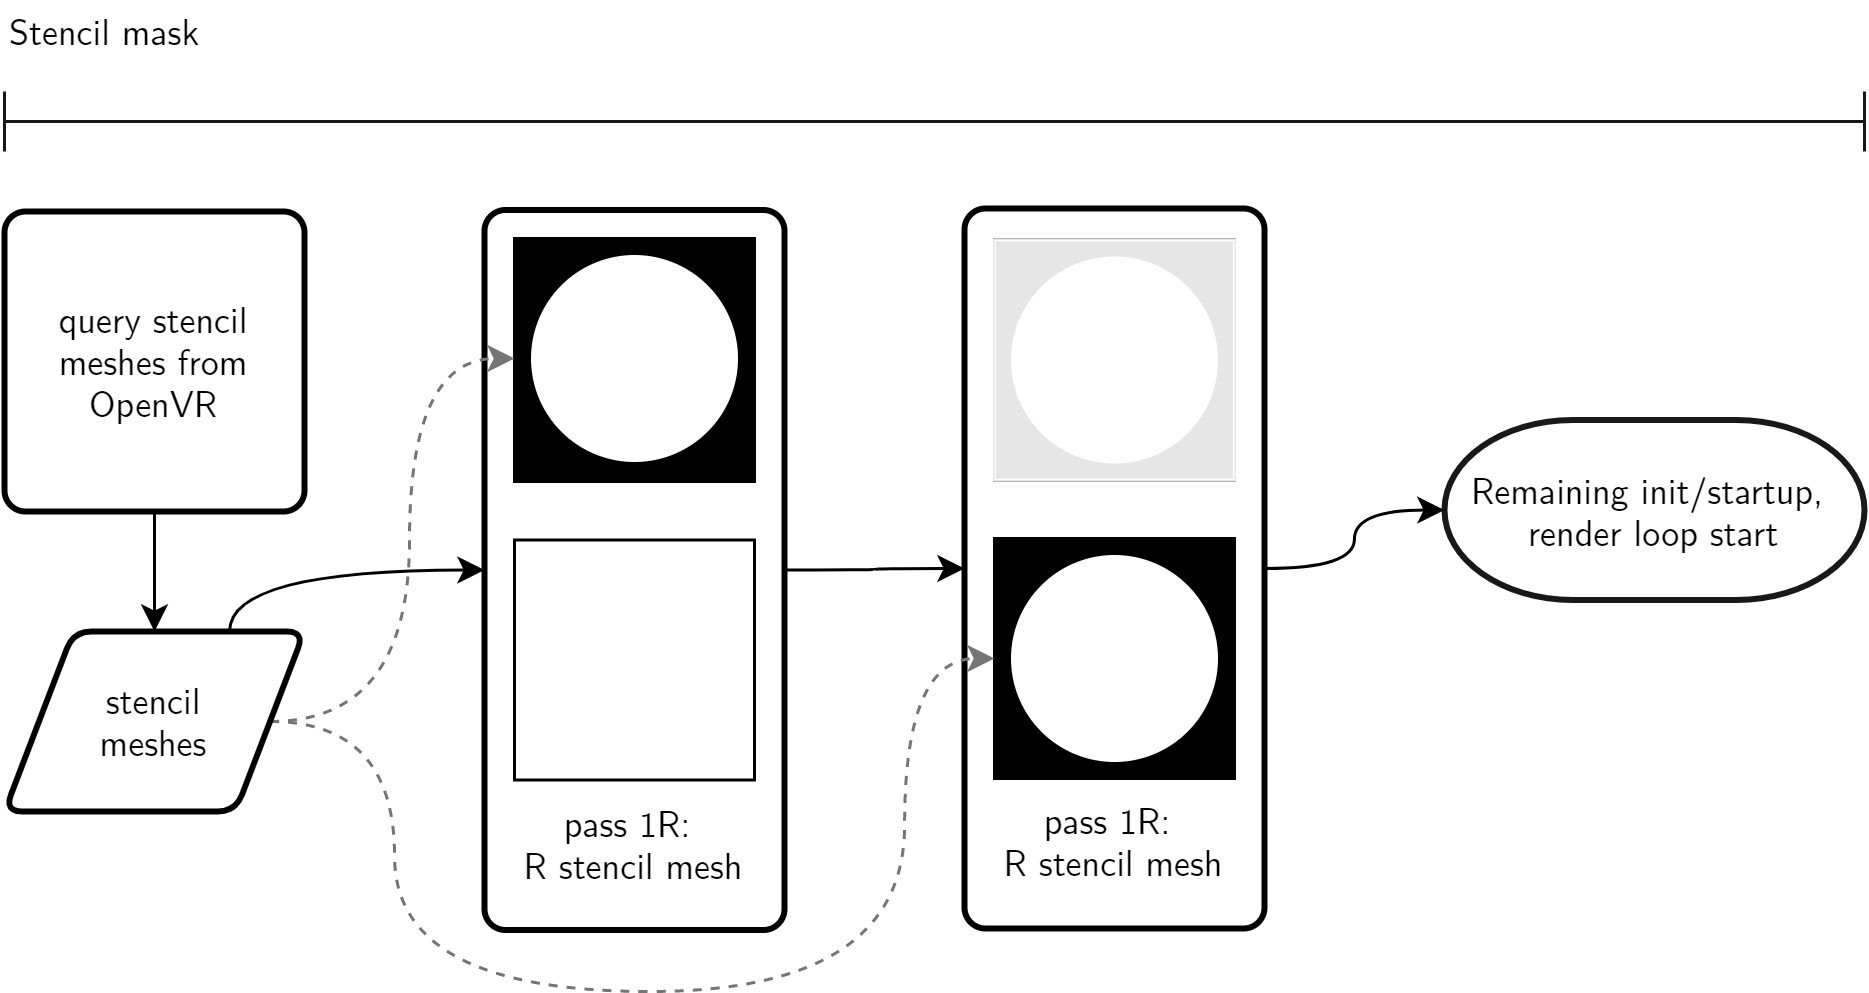 Stencil mask
query stencil
meshes from
OpenVR
stencil
meshes
pass 1R:
R stencil mesh
pass 1R:
R stencil mesh
Remaining init/startup,
render loop start